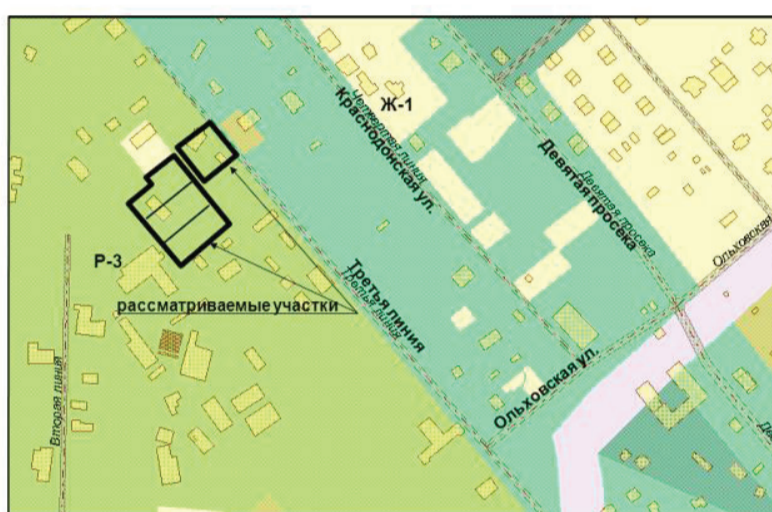 Ж-1
Четвертая линия
Краснодонская ул.
Девятая просека
Девятая просека
Ольховская
Р-3
Третья линия
Третья линия
рассматриваемые участки
Вторая линия
Ольховская ул.